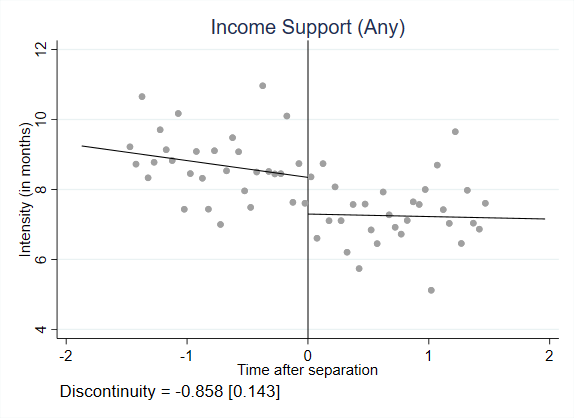 Income Support (Any)
Intensity (in months)
12
10
8
6
4
-2 -1 0 1 2
Time after separation
Discontinuity = -0.858 [0.143]